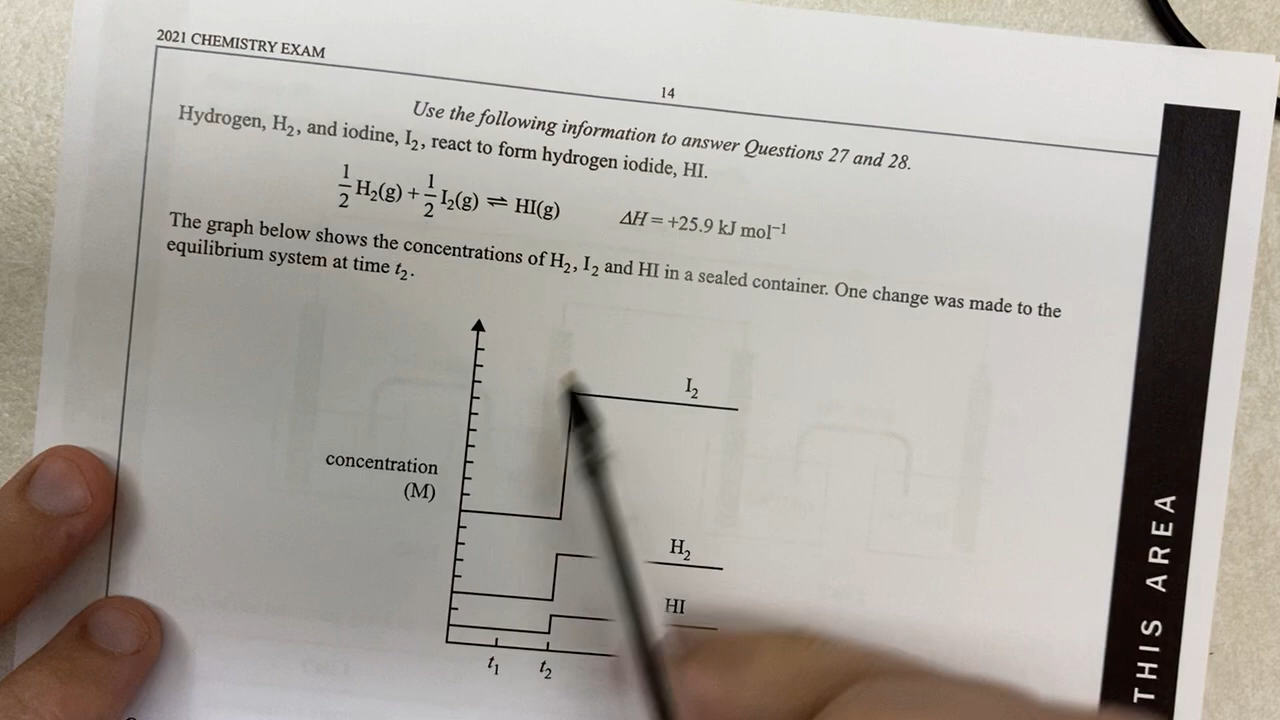 2021 CHEMISTRY EXAM
14
Use the following information to answer Questions 27 and 28.
Hydrogen, H₂, and iodine, I₂, react to form hydrogen iodide, HI.
1/2 H₂(g) + 1/2 I₂(g) ⇌ HI(g) ΔH = +25.9 kJ mol⁻¹
The graph below shows the concentrations of H₂, I₂ and HI in a sealed container. One change was made to the
equilibrium system at time t₂.
I₂
concentration
(M)
H₂
HI
t₁ t₂
THIS AREA